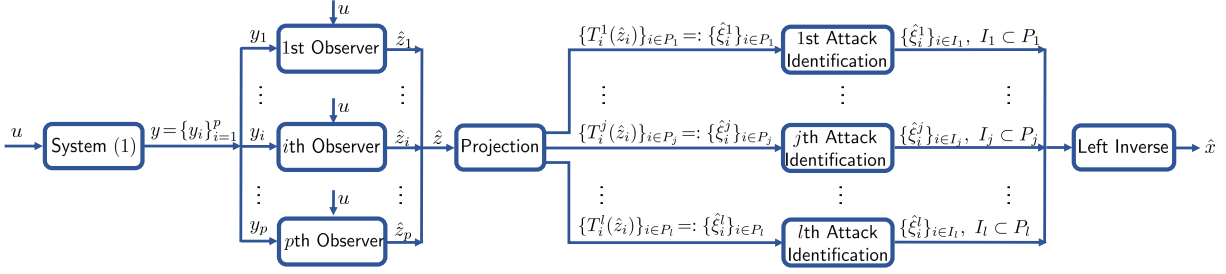 u
System (1)
y={y_i}_{i=1}^p
y_1
u
1st Observer
ẑ_1
⋮
⋮
y_i
u
ith Observer
ẑ_i
⋮
⋮
y_p
u
pth Observer
ẑ_p
ẑ
Projection
{T_i^1(ẑ_i)}_{i∈P_1}=:{ξ̂_i^1}_{i∈P_1}
1st Attack
Identification
{ξ̂_i^1}_{i∈I_1}, I_1 ⊂ P_1
⋮
⋮
⋮
{T_i^j(ẑ_i)}_{i∈P_j}=:{ξ̂_i^j}_{i∈P_j}
jth Attack
Identification
{ξ̂_i^j}_{i∈I_j}, I_j ⊂ P_j
⋮
⋮
⋮
{T_i^l(ẑ_i)}_{i∈P_l}=:{ξ̂_i^l}_{i∈P_l}
lth Attack
Identification
{ξ̂_i^l}_{i∈I_l}, I_l ⊂ P_l
Left Inverse
x̂